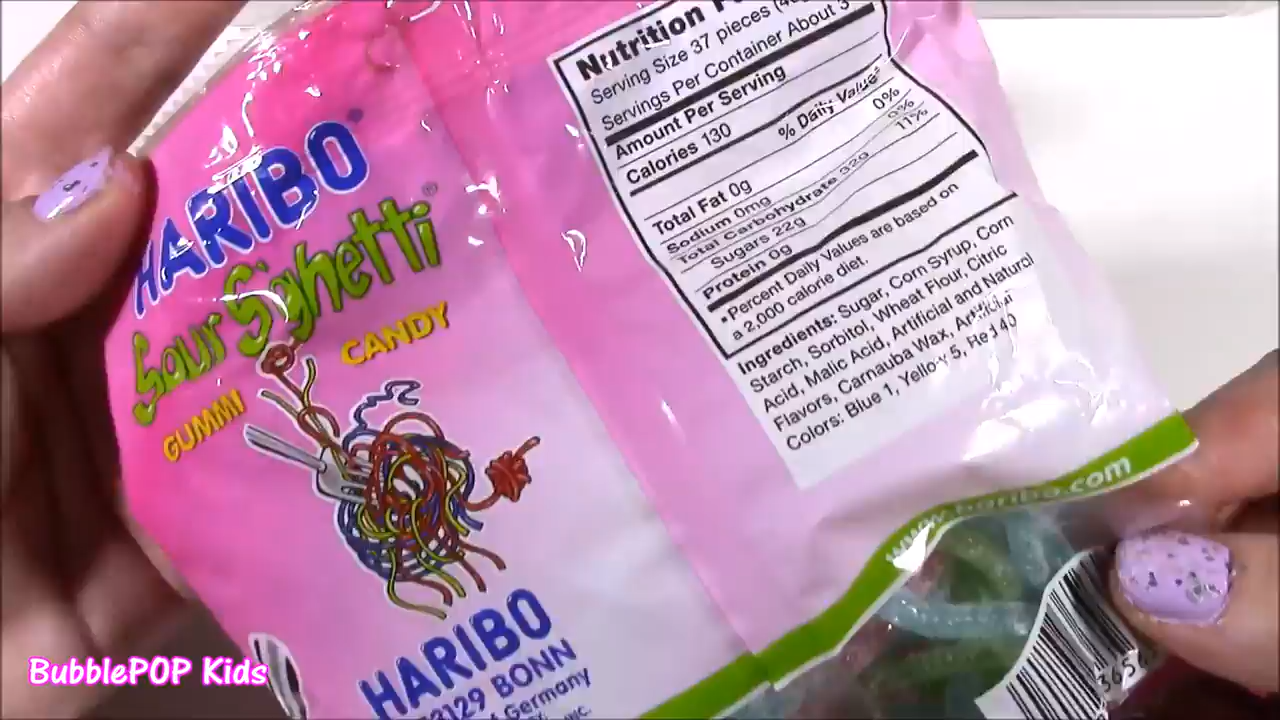 HARIBO
Sour S'ghetti®
GUMMI CANDY
HARIBO
BONN
Germany
INC.
Nutrition
Serving Size 37 pieces
Servings Per Container About 3
Amount Per Serving
Calories 130
% Daily Value*
Total Fat 0g 0%
Sodium 0mg 0%
Total Carbohydrate 32g 11%
Sugars 22g
Protein 0g
*Percent Daily Values are based on
a 2,000 calorie diet.
Ingredients: Sugar, Corn Syrup, Corn
Starch, Sorbitol, Wheat Flour, Citric
Acid, Malic Acid, Artificial and Natural
Flavors, Carnauba Wax, Artificial
Colors: Blue 1, Yellow 5, Red 40
www.haribo.com
BubblePOP Kids